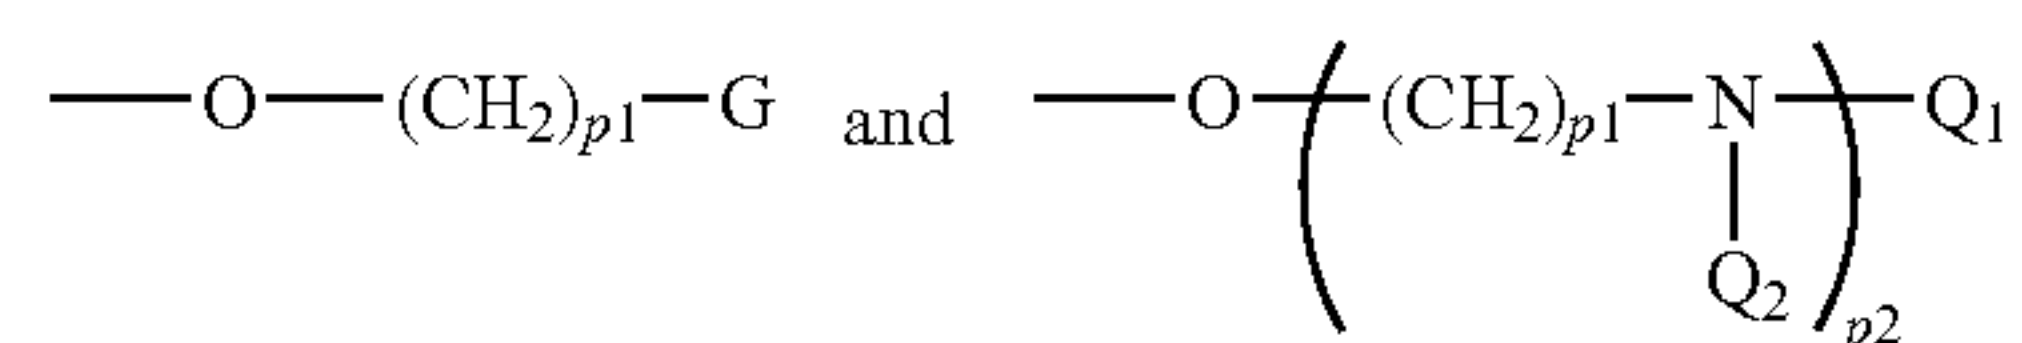 —O—(CH₂)ₚ₁—G and —O—((CH₂)ₚ₁—N(—Q₂)—)ₚ₂—Q₁